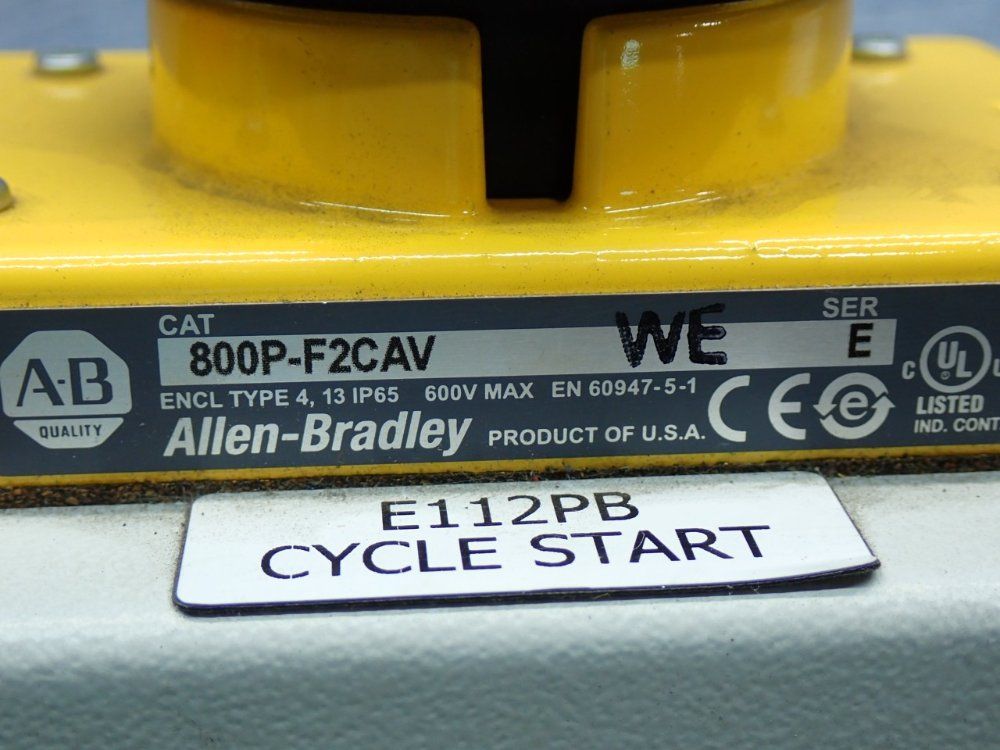 CAT
SER
800P-F2CAV WE E
A-B
QUALITY
ENCL TYPE 4, 13 IP65 600V MAX EN 60947-5-1
Allen-Bradley PRODUCT OF U.S.A.
CE
e
C UL
LISTED
IND. CONT
E112PB
CYCLE START